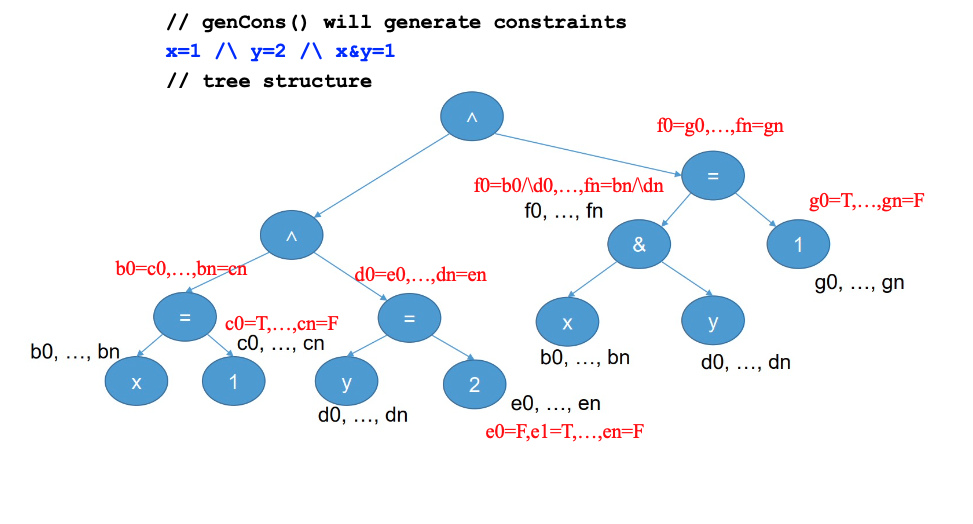 // genCons() will generate constraints
x=1 /\ y=2 /\ x&y=1
// tree structure
^
f0=g0,…,fn=gn
=
f0=b0/\d0,…,fn=bn/\dn
f0, …, fn
g0=T,…,gn=F
^
&
1
b0=c0,…,bn=cn
d0=e0,…,dn=en
g0, …, gn
=
c0=T,…,cn=F
=
x
y
b0, …, bn
c0, …, cn
b0, …, bn
d0, …, dn
x
1
y
2
d0, …, dn
e0, …, en
e0=F,e1=T,…,en=F